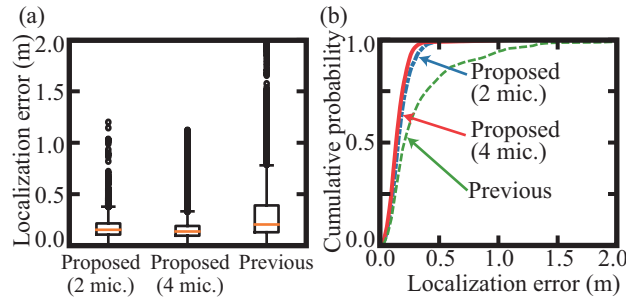 (a)
Localization error (m)
2.0
1.5
1.0
0.5
0.0
Proposed
(2 mic.)
Proposed
(4 mic.)
Previous
(b)
Cumulative probability
1.0
0.5
0
Proposed
(2 mic.)
Proposed
(4 mic.)
Previous
0.0
0.5
1.0
1.5
2.0
Localization error (m)